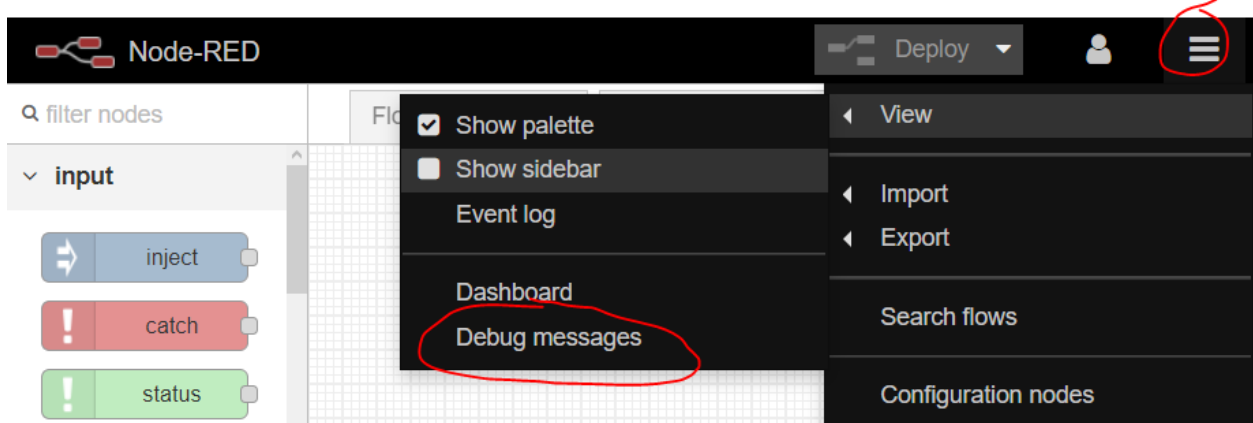 Node-RED
Deploy
filter nodes
Flo
Show palette
View
input
Show sidebar
Import
Event log
Export
inject
Dashboard
Search flows
catch
Debug messages
status
Configuration nodes